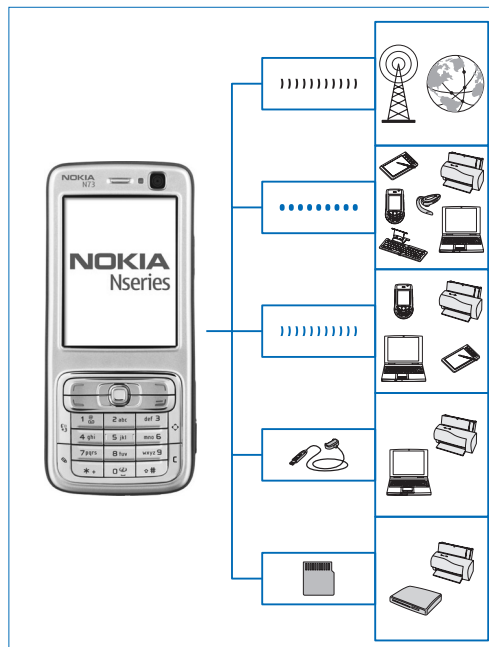 NOKIA
N73
NOKIA
Nseries
1
2 abc
def 3
4 ghi
5 jkl
mno 6
7 pqrs
8 tuv
wxyz 9
* +
0
#